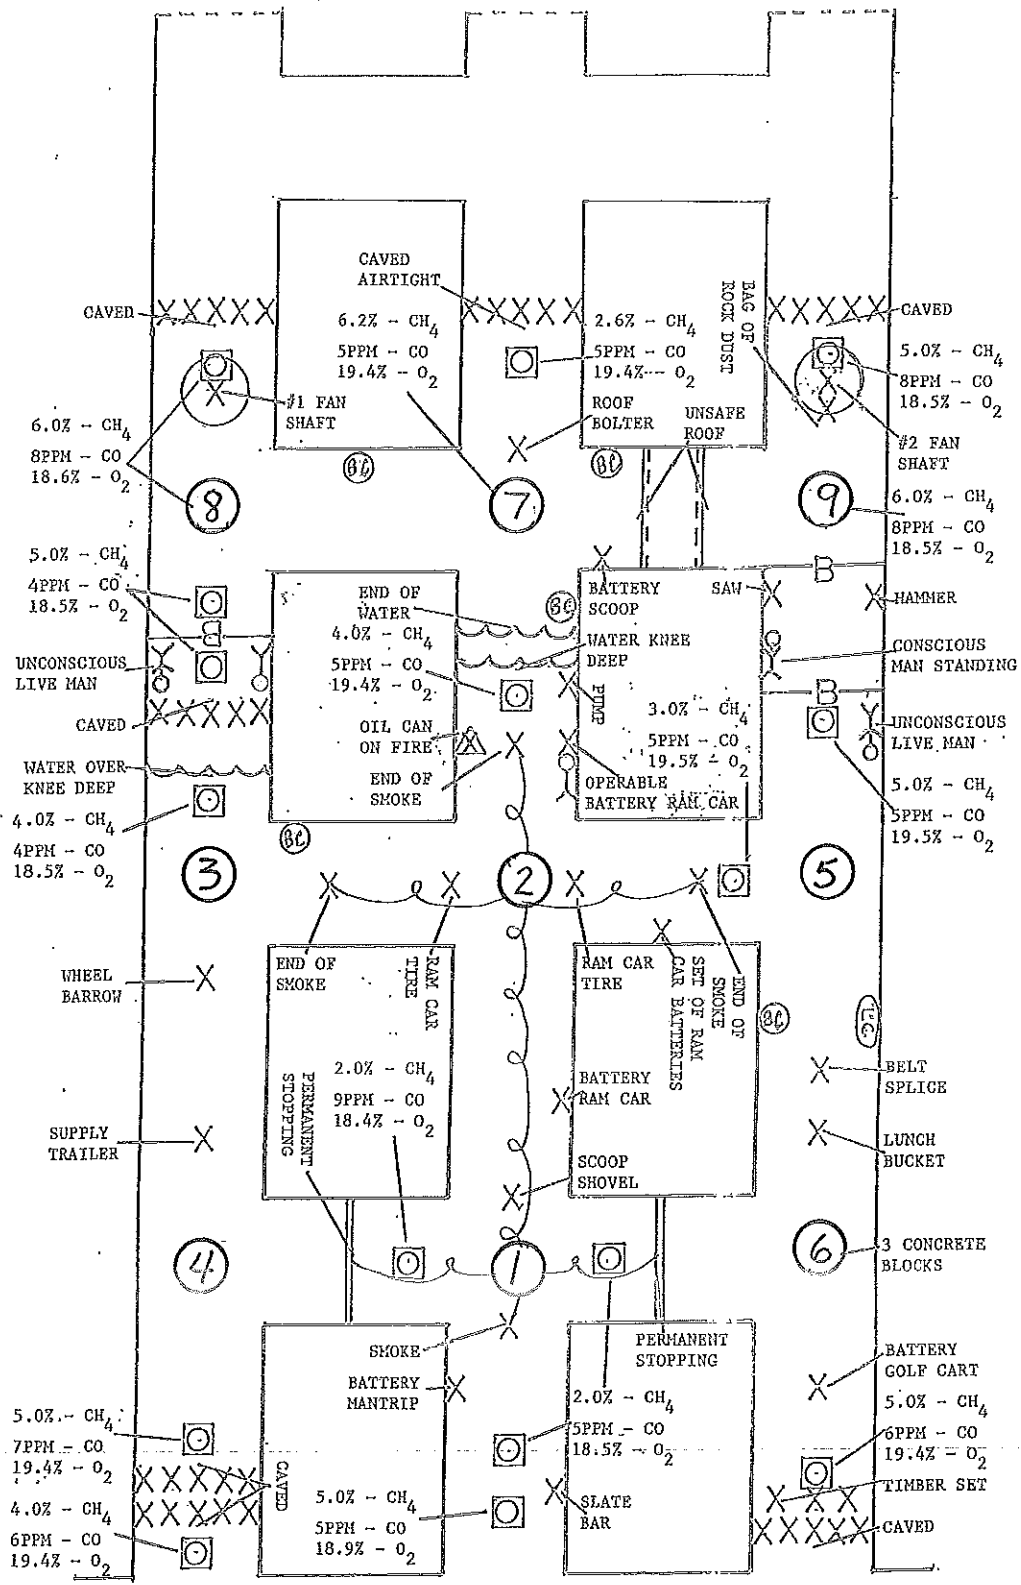 CAVED
AIRTIGHT
CAVED
6.2% - CH4
5PPM - CO
19.4% - O2
2.6% - CH4
5PPM - CO
19.4% - O2
BAG OF
ROCK DUST
CAVED
5.0% - CH4
8PPM - CO
18.5% - O2
#1 FAN
SHAFT
ROOF
BOLTER
UNSAFE
ROOF
6.0% - CH4
8PPM - CO
18.6% - O2
#2 FAN
SHAFT
BC
BC
8
7
9
6.0% - CH4
8PPM - CO
18.5% - O2
5.0% - CH4
4PPM - CO
18.5% - O2
END OF
WATER
BC
BATTERY
SCOOP
SAW
B
HAMMER
4.0% - CH4
5PPM - CO
19.4% - O2
WATER KNEE
DEEP
B
UNCONSCIOUS
LIVE MAN
CONSCIOUS
MAN STANDING
PUMP
B
CAVED
3.0% - CH4
5PPM - CO
19.5% - O2
UNCONSCIOUS
LIVE MAN
OIL CAN
ON FIRE
WATER OVER
KNEE DEEP
END OF
SMOKE
OPERABLE
BATTERY RAM CAR
5.0% - CH4
5PPM - CO
19.5% - O2
4.0% - CH4
4PPM - CO
18.5% - O2
BC
3
2
5
END OF
SMOKE
RAM CAR
TIRE
RAM CAR
TIRE
SET OF RAM
CAR BATTERIES
END OF
SMOKE
WHEEL
BARROW
BC
2.0% - CH4
9PPM - CO
18.4% - O2
PERMANENT
STOPPING
BATTERY
RAM CAR
BELT
SPLICE
SUPPLY
TRAILER
LUNCH
BUCKET
SCOOP
SHOVEL
4
1
6
3 CONCRETE
BLOCKS
SMOKE
PERMANENT
STOPPING
BATTERY
MANTRIP
BATTERY
GOLF CART
5.0% - CH4
7PPM - CO
19.4% - O2
2.0% - CH4
5PPM - CO
18.5% - O2
5.0% - CH4
6PPM - CO
19.4% - O2
CAVED
4.0% - CH4
6PPM - CO
19.4% - O2
5.0% - CH4
5PPM - CO
18.9% - O2
SLATE
BAR
TIMBER SET
CAVED